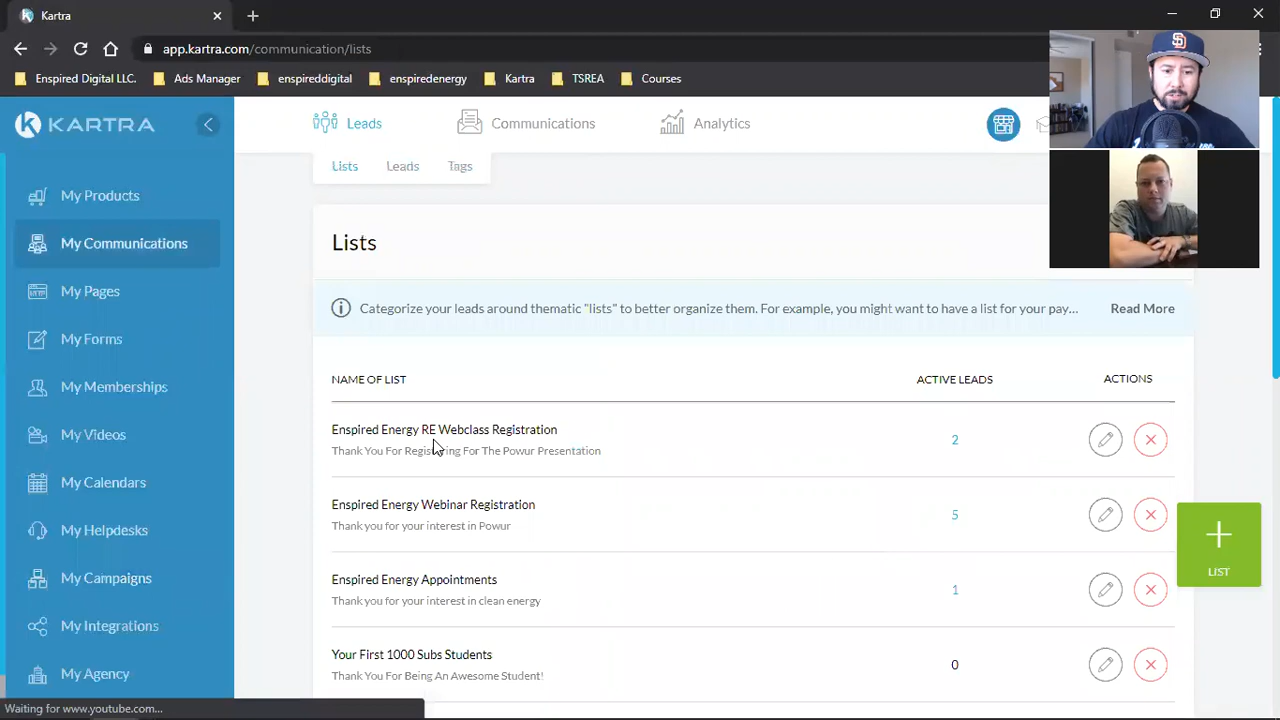 Kartra
app.kartra.com/communication/lists
Enspired Digital LLC. Ads Manager enspireddigital enspiredenergy Kartra TSREA Courses
KARTRA
Leads Communications Analytics
Lists Leads Tags
My Products
My Communications
My Pages
My Forms
My Memberships
My Videos
My Calendars
My Helpdesks
My Campaigns
My Integrations
My Agency
Lists
Categorize your leads around thematic "lists" to better organize them. For example, you might want to have a list for your pay... Read More
NAME OF LIST ACTIVE LEADS ACTIONS
Enspired Energy RE Webclass Registration 2
Thank You For Registering For The Powur Presentation
Enspired Energy Webinar Registration 5
Thank you for your interest in Powur
Enspired Energy Appointments 1
Thank you for your interest in clean energy
Your First 1000 Subs Students 0
Thank You For Being An Awesome Student!
LIST
Waiting for www.youtube.com...
SD